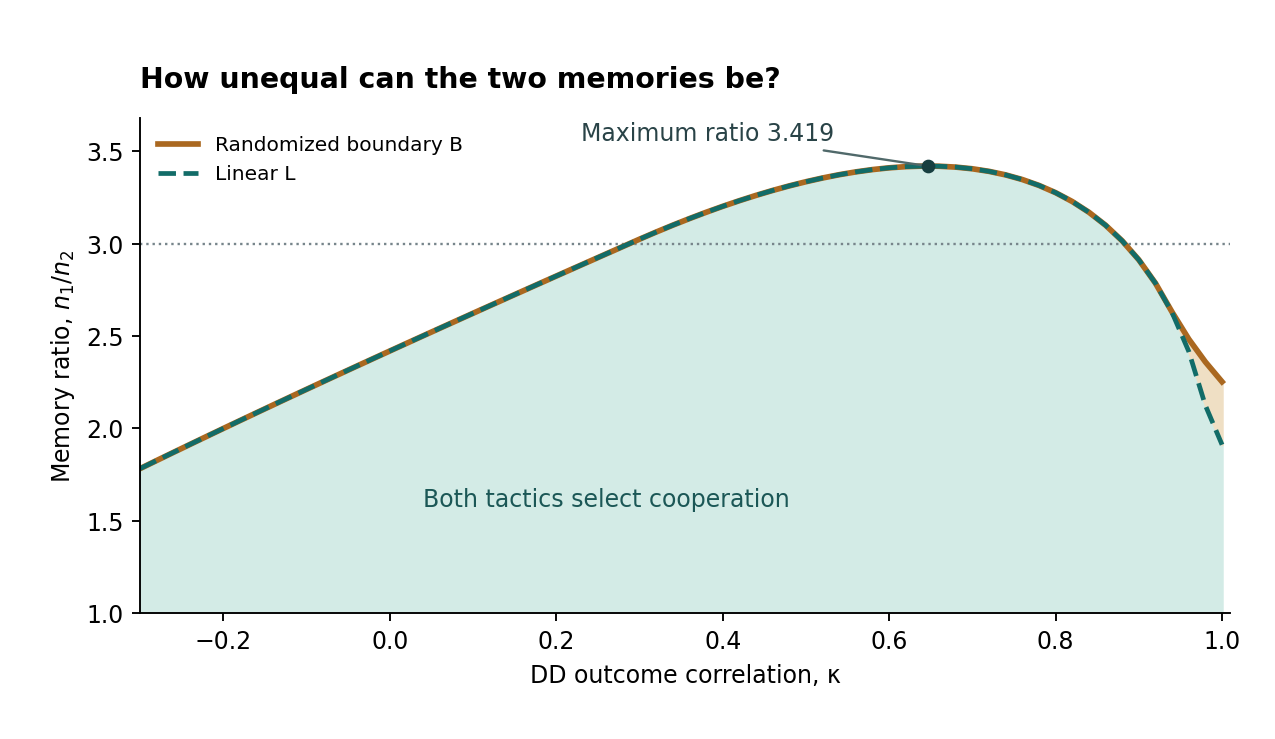 How unequal can the two memories be?
Maximum ratio 3.419
Randomized boundary B
Linear L
Both tactics select cooperation
Memory ratio, n₁/n₂
3.5
3.0
2.5
2.0
1.5
1.0
−0.2 0.0 0.2 0.4 0.6 0.8 1.0
DD outcome correlation, κ